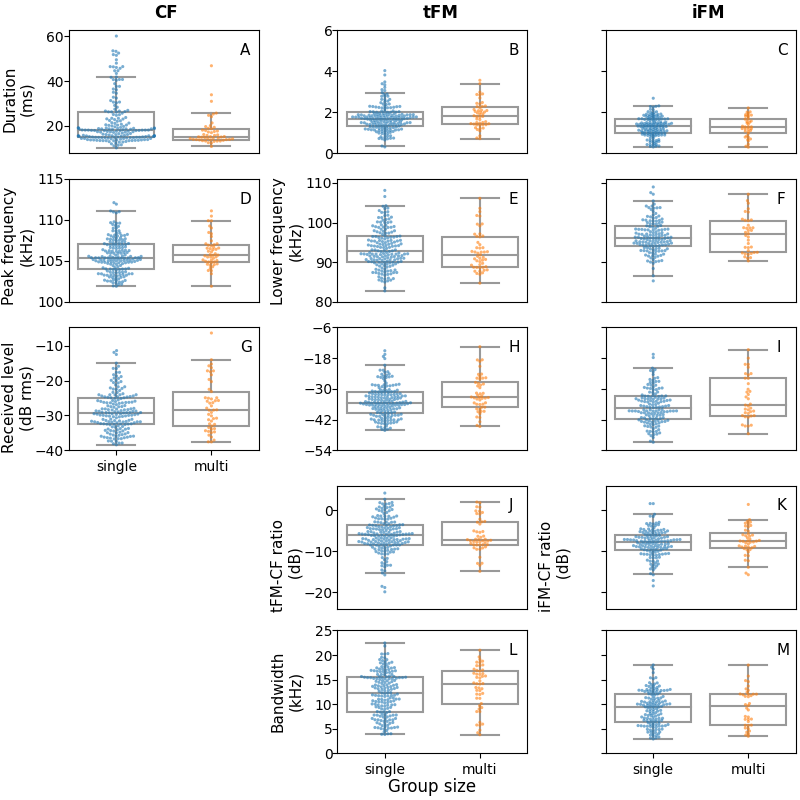 CF tFM iFM
Duration
(ms)
60
40
20
A
6
4
2
0
B
C
Peak frequency
(kHz)
115
110
105
100
D
Lower frequency
(kHz)
110
100
90
80
E
F
Received level
(dB rms)
−10
−20
−30
−40
G
−6
−18
−30
−42
−54
H
I
single multi
tFM-CF ratio
(dB)
0
−10
−20
J
iFM-CF ratio
(dB)
K
Bandwidth
(kHz)
25
20
15
10
5
0
L
M
single multi single multi
Group size